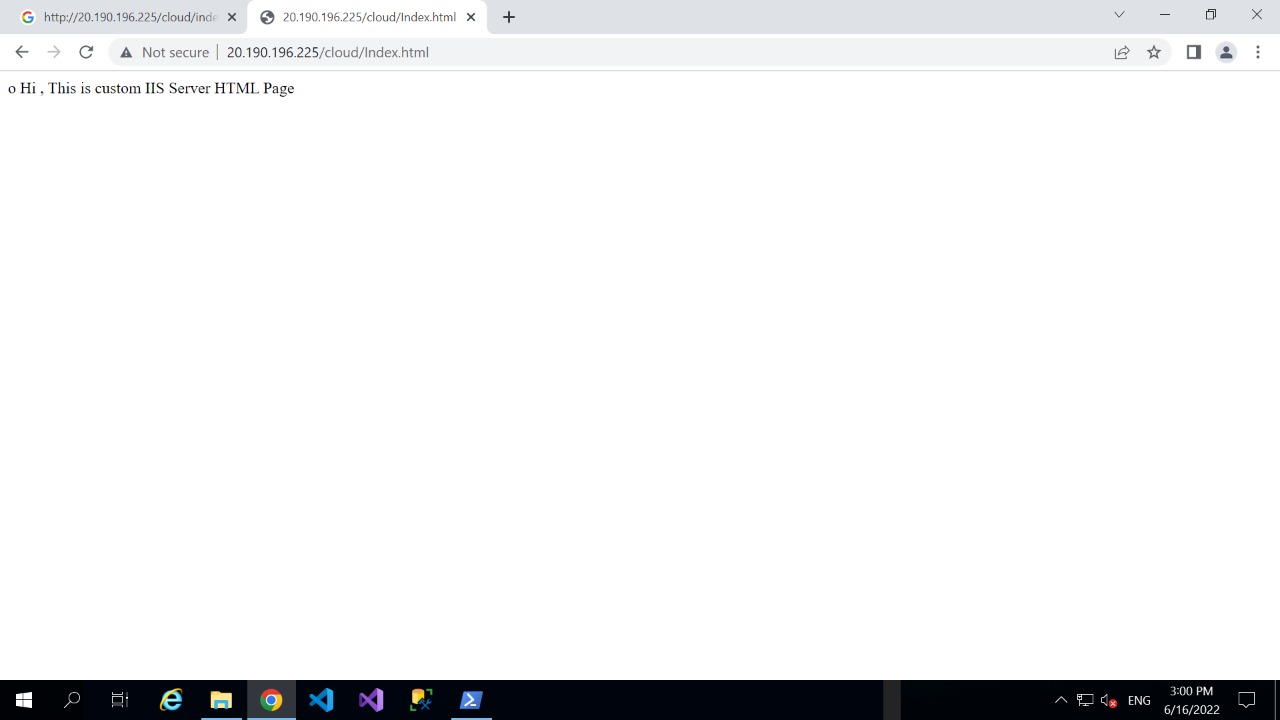 http://20.190.196.225/cloud/inde
20.190.196.225/cloud/Index.html
Not secure
20.190.196.225/cloud/Index.html
o Hi , This is custom IIS Server HTML Page
ENG
3:00 PM
6/16/2022